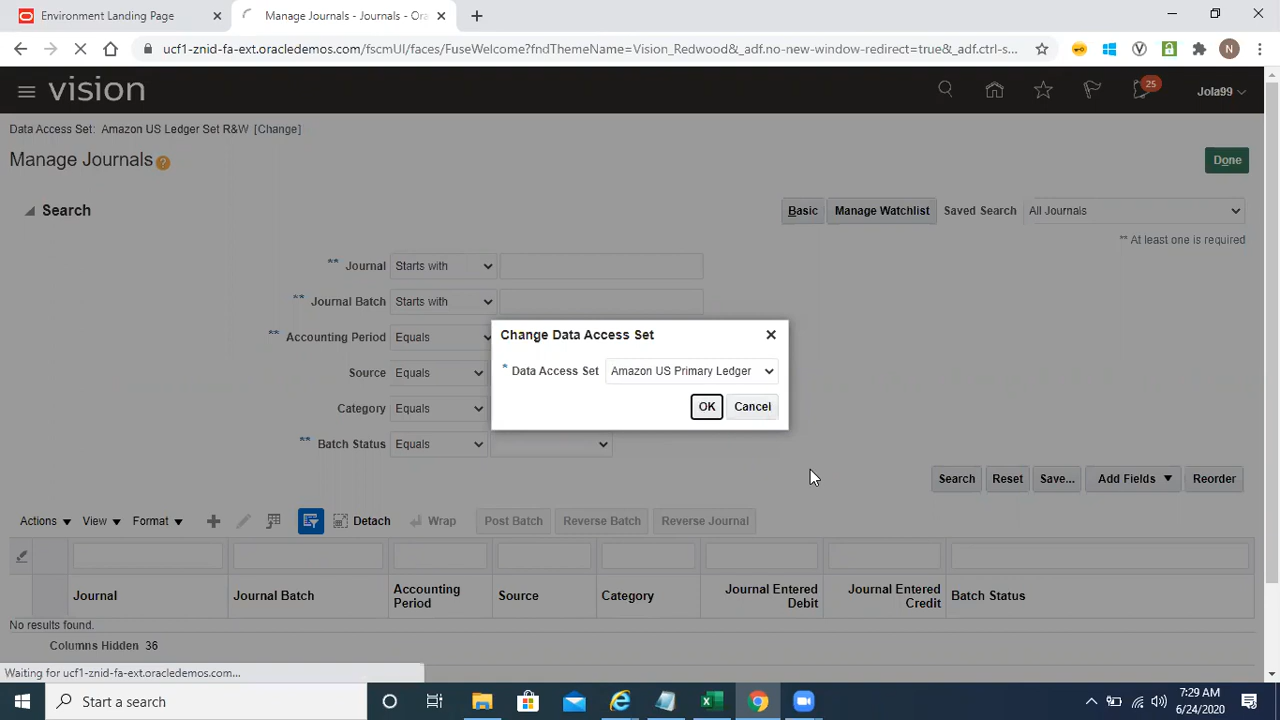 Environment Landing Page
Manage Journals - Journals - Ora
ucf1-znid-fa-ext.oracledemos.com/fscmUI/faces/FuseWelcome?fndThemeName=Vision_Redwood&_adf.no-new-window-redirect=true&_adf.ctrl-s...
N
vision
25
Jola99
Data Access Set: Amazon US Ledger Set R&W [Change]
Manage Journals
?
Done
Search
Basic
Manage Watchlist
Saved Search
All Journals
** At least one is required
** Journal
Starts with
** Journal Batch
Starts with
** Accounting Period
Equals
Source
Equals
Category
Equals
** Batch Status
Equals
Change Data Access Set
* Data Access Set
Amazon US Primary Ledger
OK
Cancel
Search
Reset
Save...
Add Fields
Reorder
Actions
View
Format
Detach
Wrap
Post Batch
Reverse Batch
Reverse Journal
Journal
Journal Batch
Accounting
Period
Source
Category
Journal Entered
Debit
Journal Entered
Credit
Batch Status
No results found.
Columns Hidden 36
Waiting for ucf1-znid-fa-ext.oracledemos.com...
Start a search
7:29 AM
6/24/2020